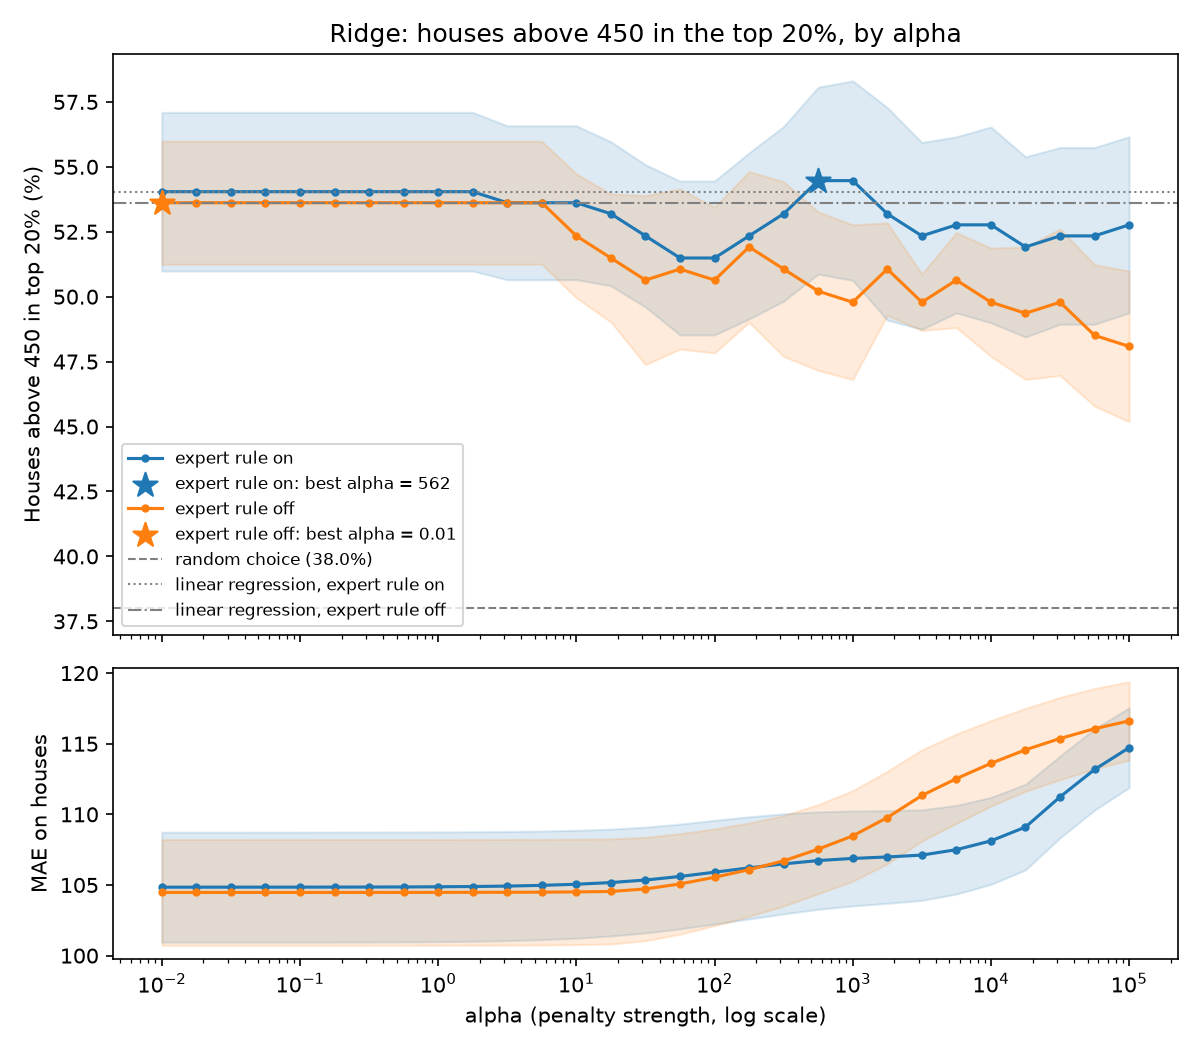 Ridge: houses above 450 in the top 20%, by alpha
Houses above 450 in top 20% (%)
57.5
55.0
52.5
50.0
47.5
45.0
42.5
40.0
37.5
expert rule on
expert rule on: best alpha = 562
expert rule off
expert rule off: best alpha = 0.01
random choice (38.0%)
linear regression, expert rule on
linear regression, expert rule off
MAE on houses
120
115
110
105
100
10⁻² 10⁻¹ 10⁰ 10¹ 10² 10³ 10⁴ 10⁵
alpha (penalty strength, log scale)